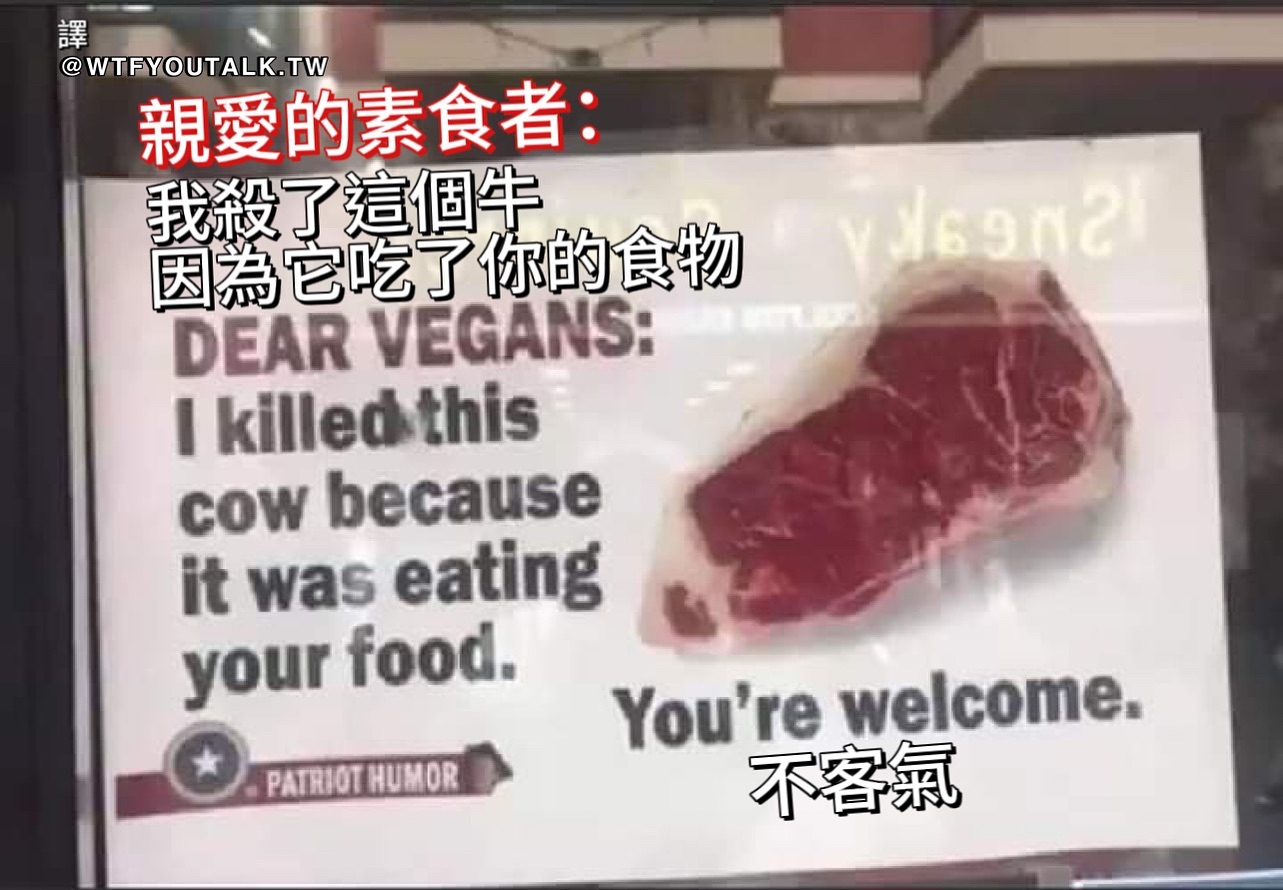 譯
@WTFYOUTALK.TW
親愛的素食者：
我殺了這個牛
因為它吃了你的食物
Sneaky
DEAR VEGANS:
I killed this
cow because
it was eating
your food.
You're welcome.
不客氣
PATRIOT HUMOR